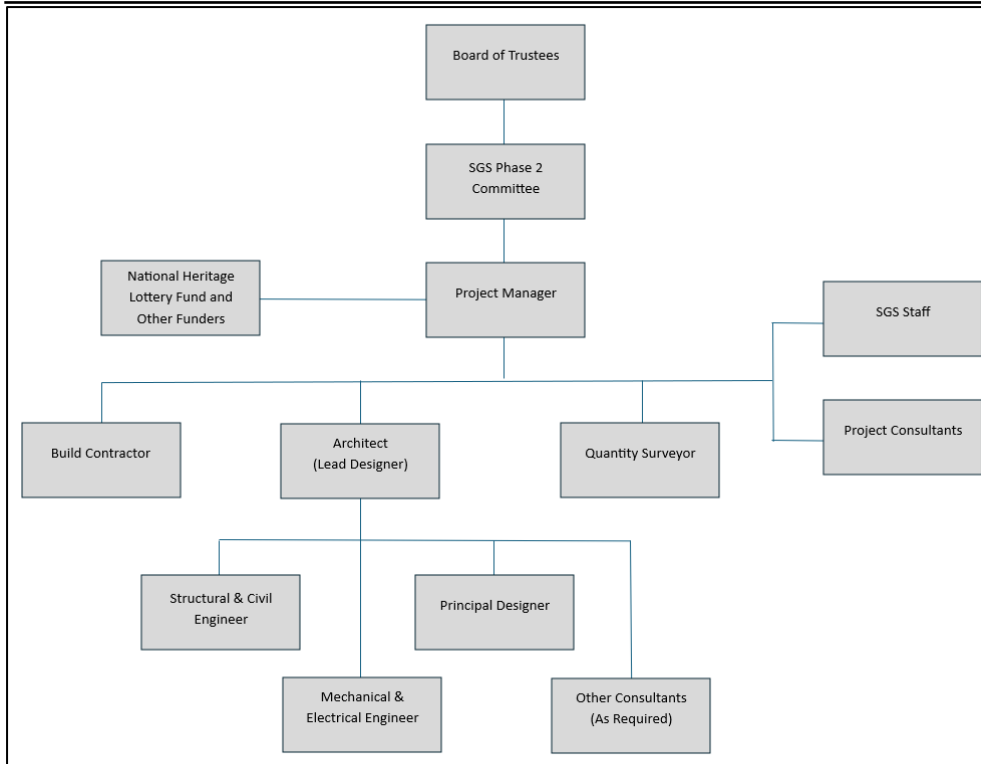 Board of Trustees
SGS Phase 2
Committee
National Heritage
Lottery Fund and
Other Funders
Project Manager
SGS Staff
Build Contractor
Architect
(Lead Designer)
Quantity Surveyor
Project Consultants
Structural & Civil
Engineer
Principal Designer
Mechanical &
Electrical Engineer
Other Consultants
(As Required)